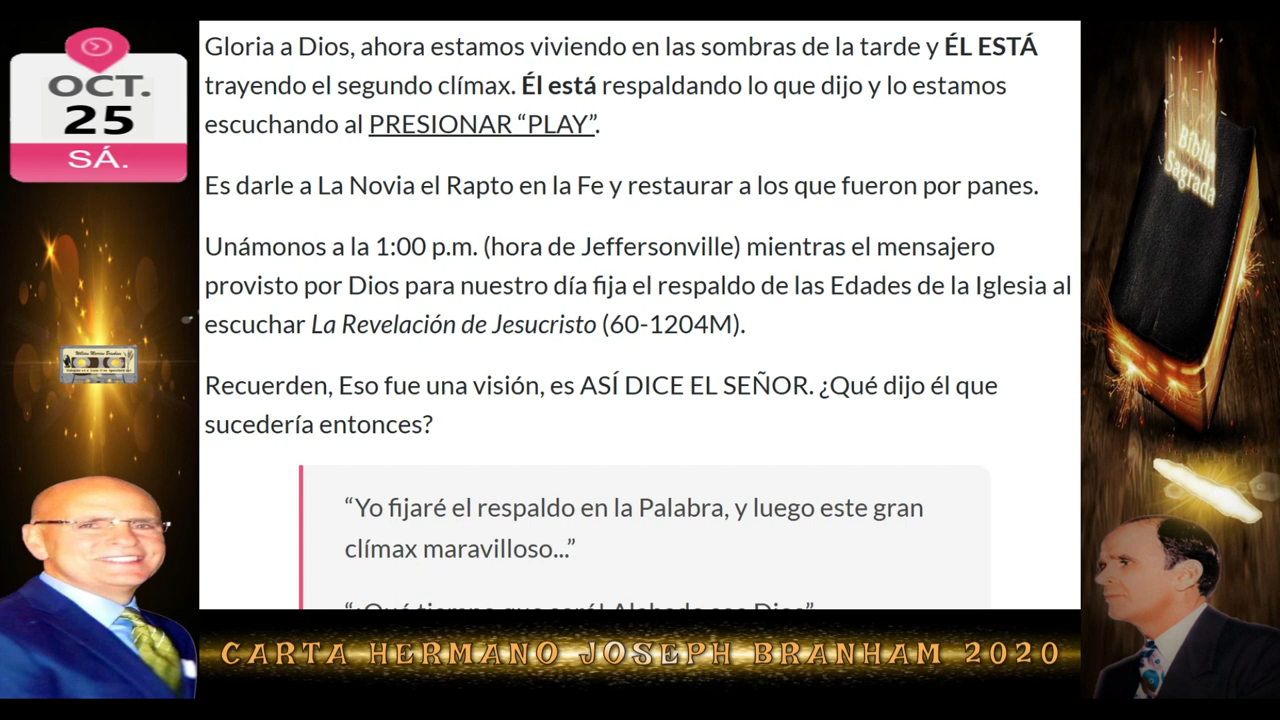 OCT.
25
SÁ.
Gloria a Dios, ahora estamos viviendo en las sombras de la tarde y ÉL ESTÁ
trayendo el segundo clímax. Él está respaldando lo que dijo y lo estamos
escuchando al PRESIONAR “PLAY”.
Es darle a La Novia el Rapto en la Fe y restaurar a los que fueron por panes.
Unámonos a la 1:00 p.m. (hora de Jeffersonville) mientras el mensajero
provisto por Dios para nuestro día fija el respaldo de las Edades de la Iglesia al
escuchar La Revelación de Jesucristo (60-1204M).
Recuerden, Eso fue una visión, es ASÍ DICE EL SEÑOR. ¿Qué dijo él que
sucedería entonces?
“Yo fijaré el respaldo en la Palabra, y luego este gran
clímax maravilloso...”
Bíblia
Sagrada
CARTA HERMANO JOSEPH BRANHAM 2020